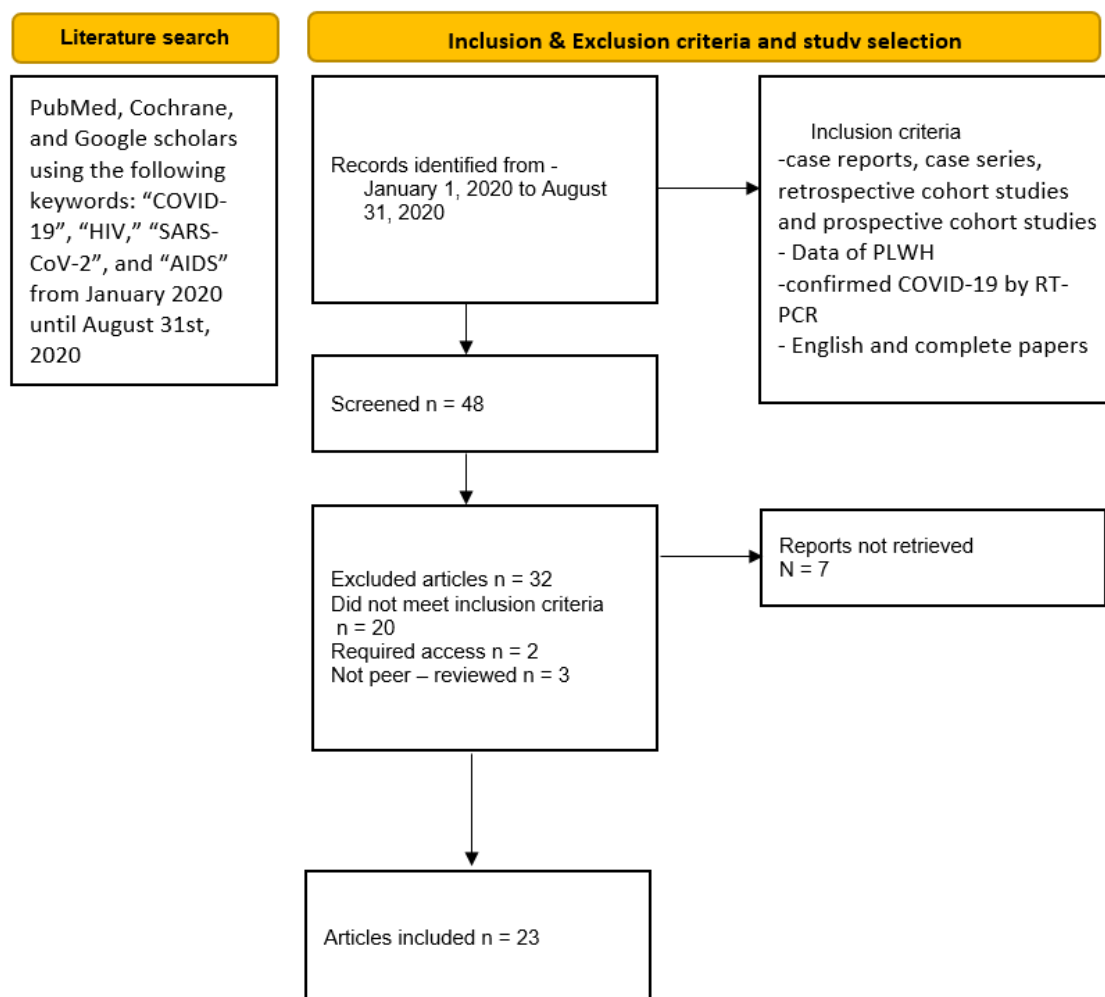 Literature search
Inclusion & Exclusion criteria and study selection
PubMed, Cochrane,
and Google scholars
using the following
keywords: “COVID-
19”, “HIV,” “SARS-
CoV-2”, and “AIDS”
from January 2020
until August 31st,
2020
Records identified from -
January 1, 2020 to August
31, 2020
Inclusion criteria
-case reports, case series,
retrospective cohort studies
and prospective cohort studies
- Data of PLWH
-confirmed COVID-19 by RT-
PCR
- English and complete papers
Screened n = 48
Excluded articles n = 32
Did not meet inclusion criteria
n = 20
Required access n = 2
Not peer – reviewed n = 3
Reports not retrieved
N = 7
Articles included n = 23